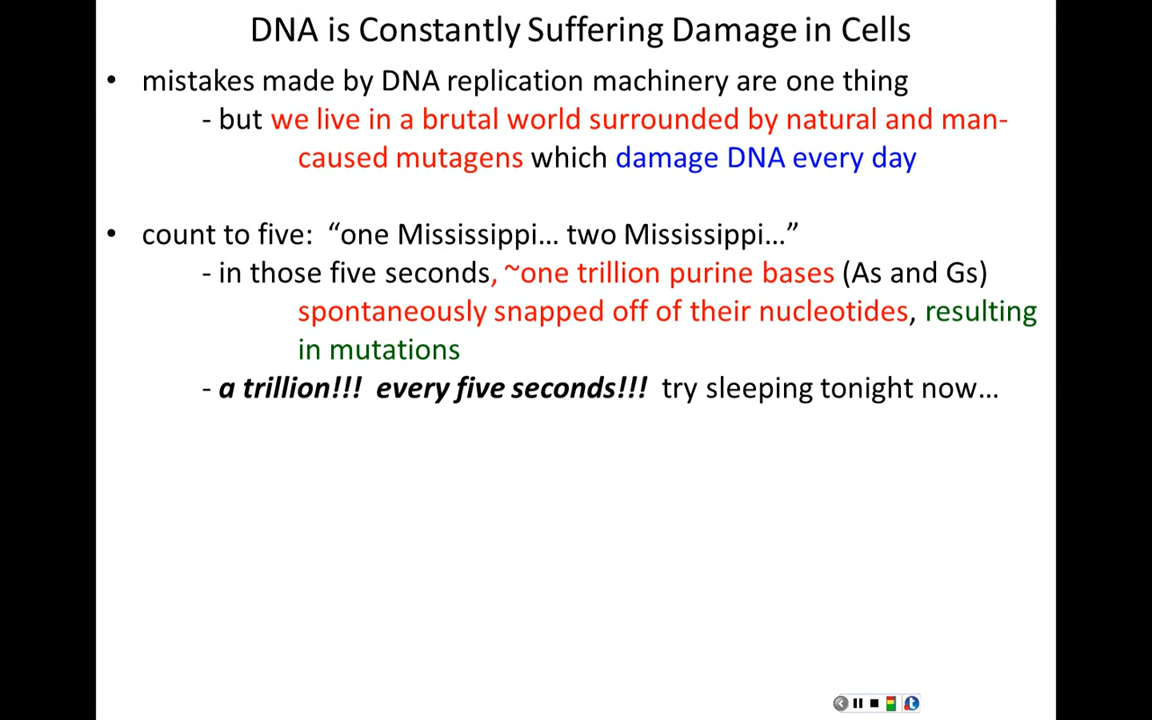 DNA is Constantly Suffering Damage in Cells
• mistakes made by DNA replication machinery are one thing
- but we live in a brutal world surrounded by natural and man-
caused mutagens which damage DNA every day
• count to five: “one Mississippi… two Mississippi…”
- in those five seconds, ~one trillion purine bases (As and Gs)
spontaneously snapped off of their nucleotides, resulting
in mutations
- a trillion!!! every five seconds!!! try sleeping tonight now…